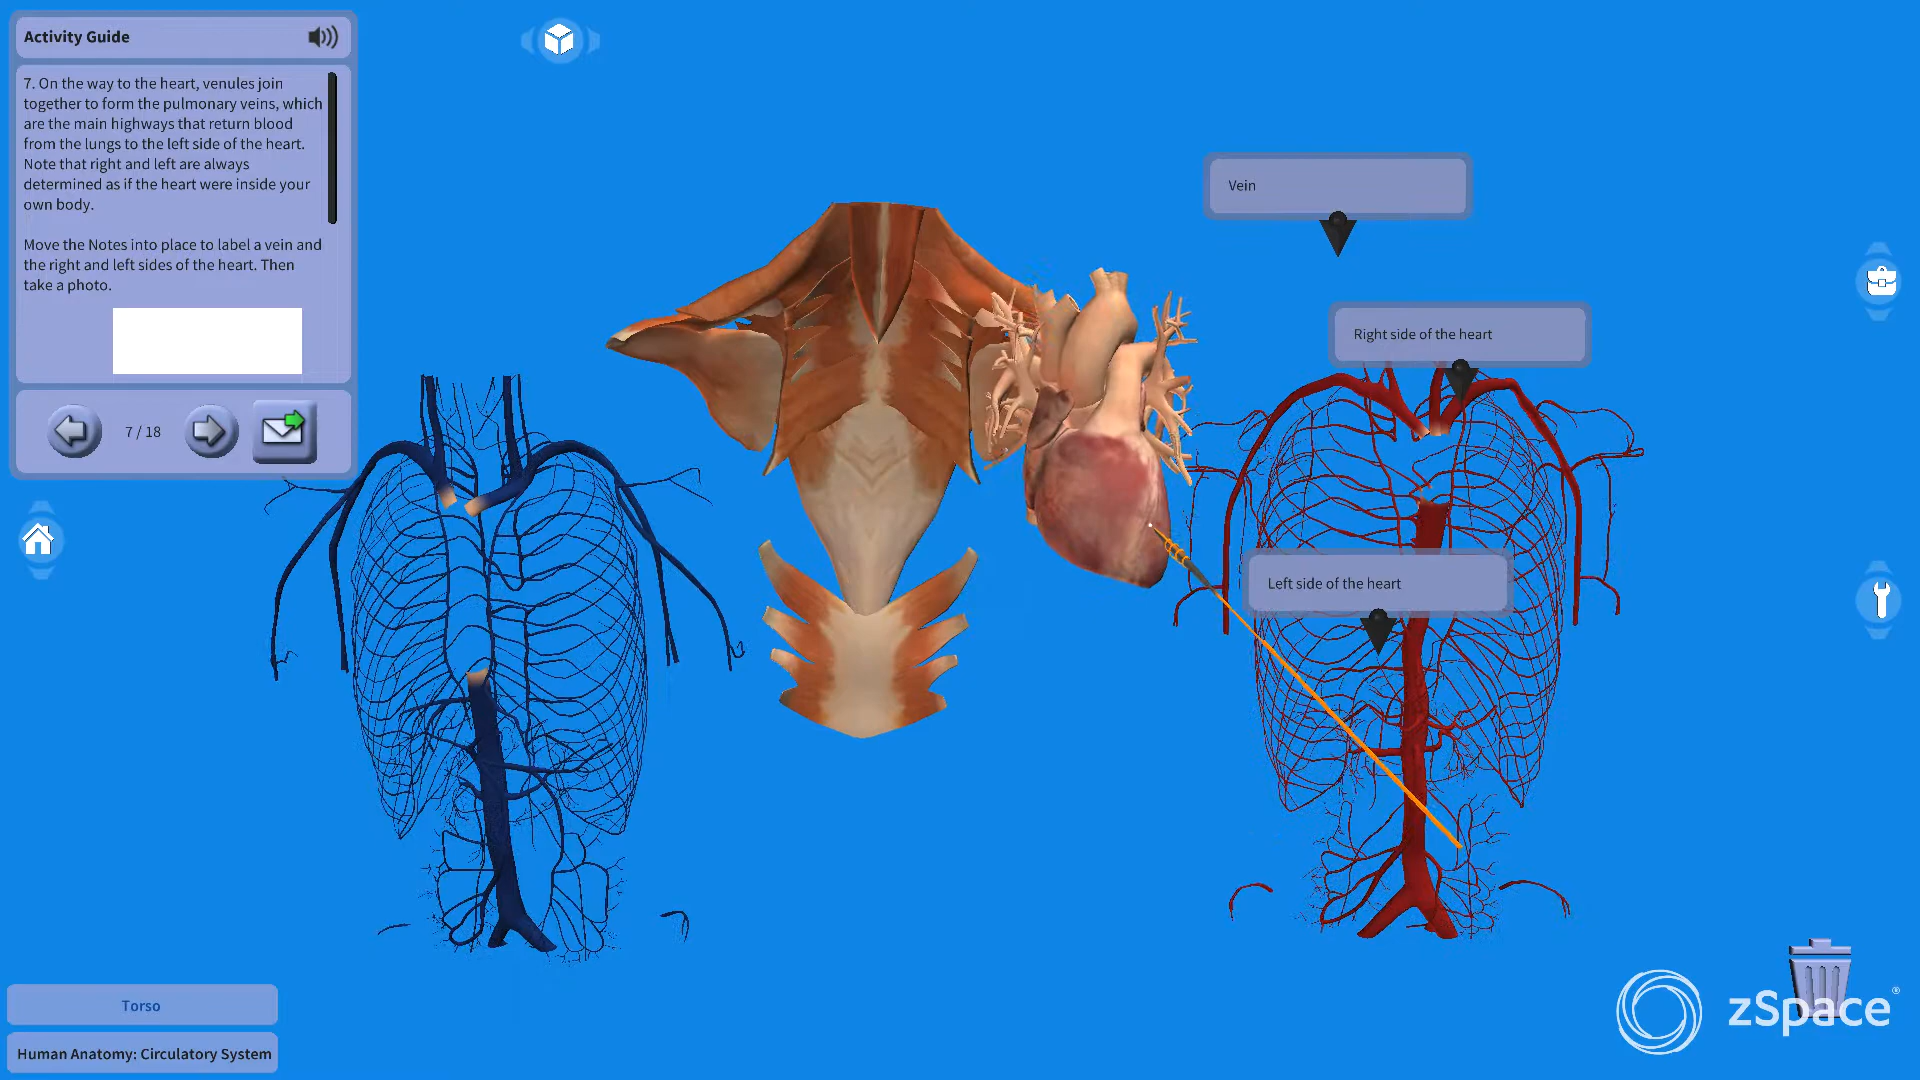 Activity Guide
7. On the way to the heart, venules join
together to form the pulmonary veins, which
are the main highways that return blood
from the lungs to the left side of the heart.
Note that right and left are always
determined as if the heart were inside your
own body.
Move the Notes into place to label a vein and
the right and left sides of the heart. Then
take a photo.
7 / 18
Vein
Right side of the heart
Left side of the heart
Torso
Human Anatomy: Circulatory System
zSpace®